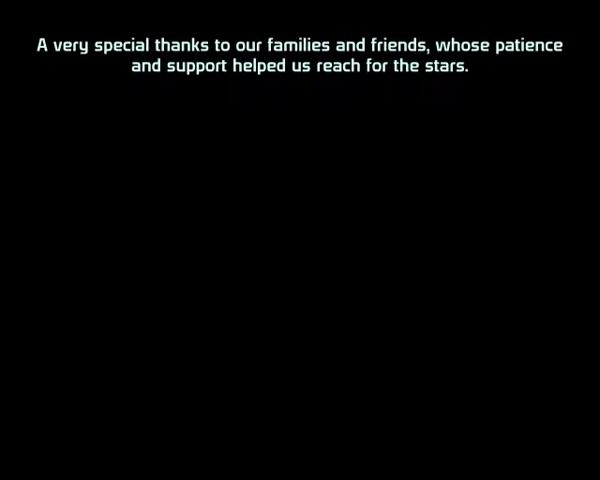 A very special thanks to our families and friends, whose patience
and support helped us reach for the stars.